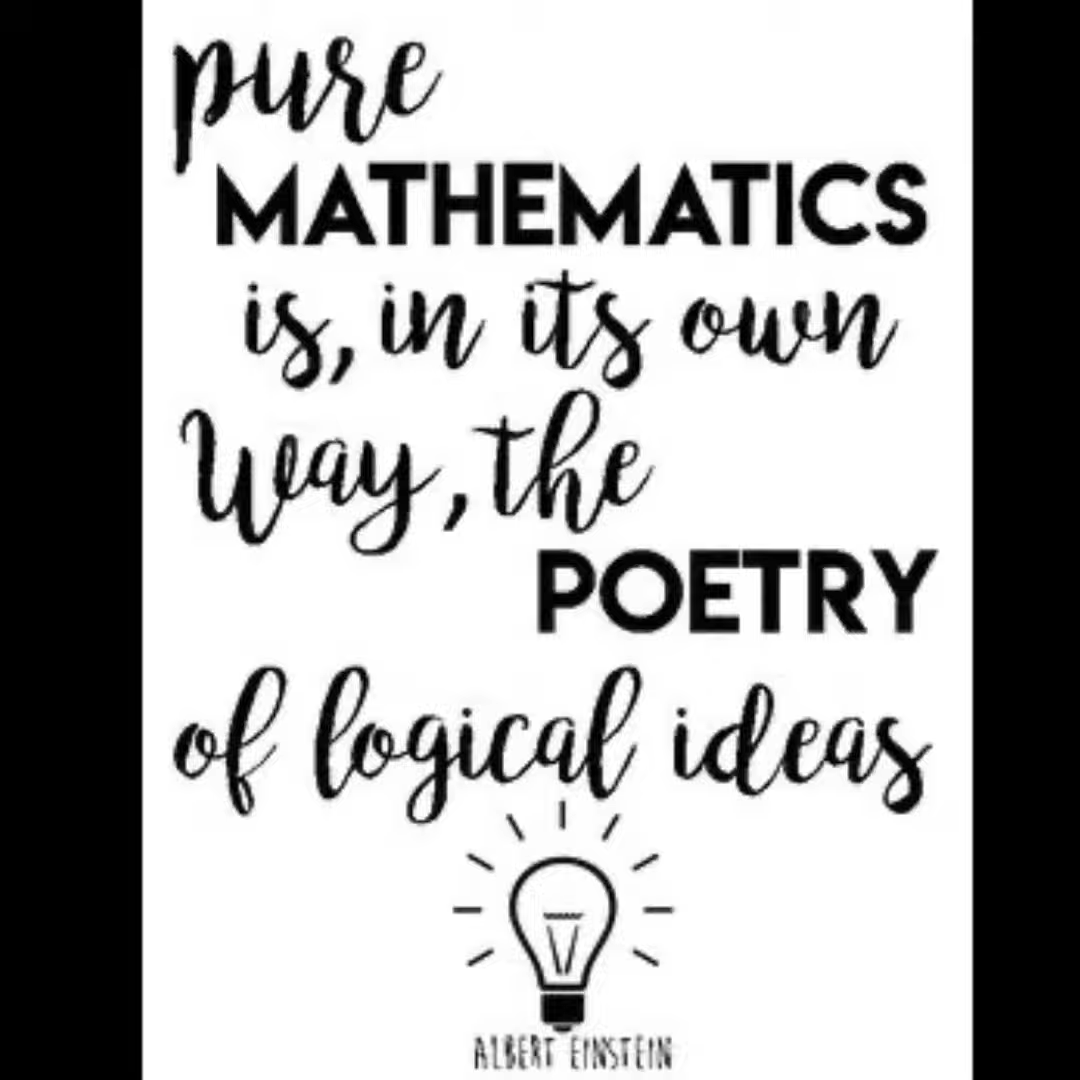 pure
MATHEMATICS
is, in its own
Way, the
POETRY
of logical ideas
ALBERT EINSTEIN